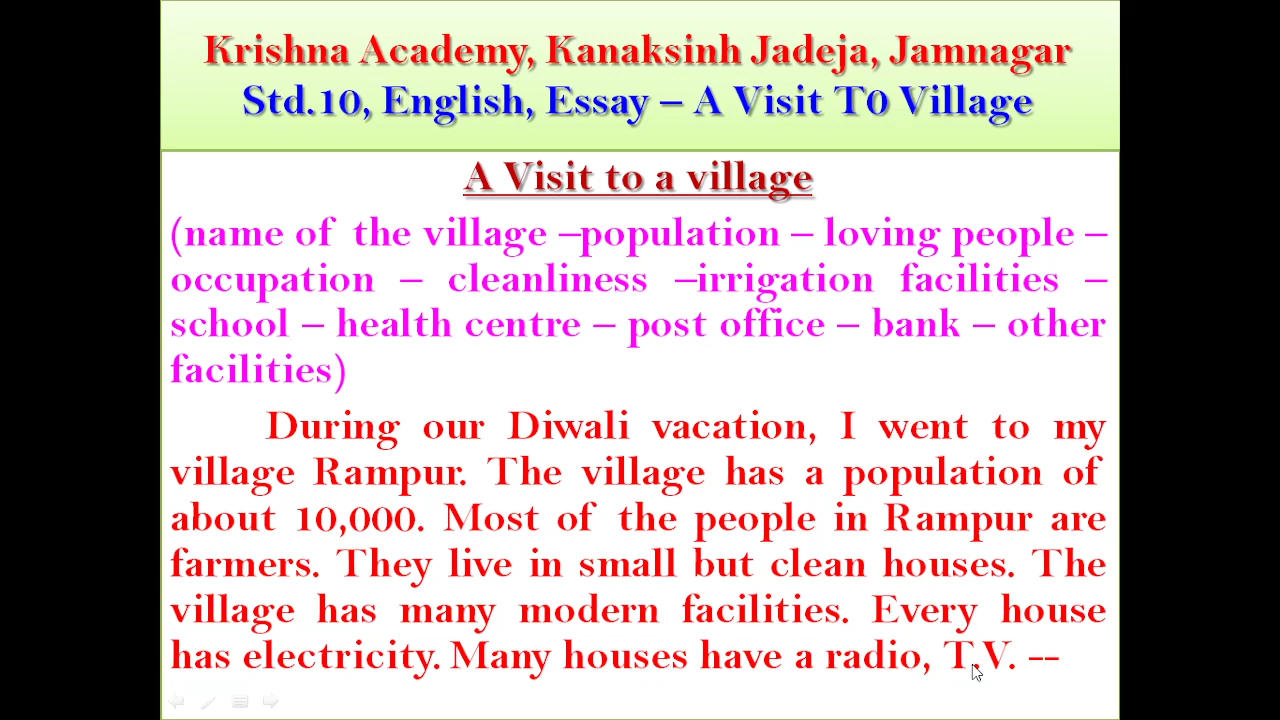 Krishna Academy, Kanaksinh Jadeja, Jamnagar
Std.10, English, Essay – A Visit T0 Village
A Visit to a village
(name of the village –population – loving people –
occupation – cleanliness –irrigation facilities –
school – health centre – post office – bank – other
facilities)
During our Diwali vacation, I went to my
village Rampur. The village has a population of
about 10,000. Most of the people in Rampur are
farmers. They live in small but clean houses. The
village has many modern facilities. Every house
has electricity. Many houses have a radio, T.V. --